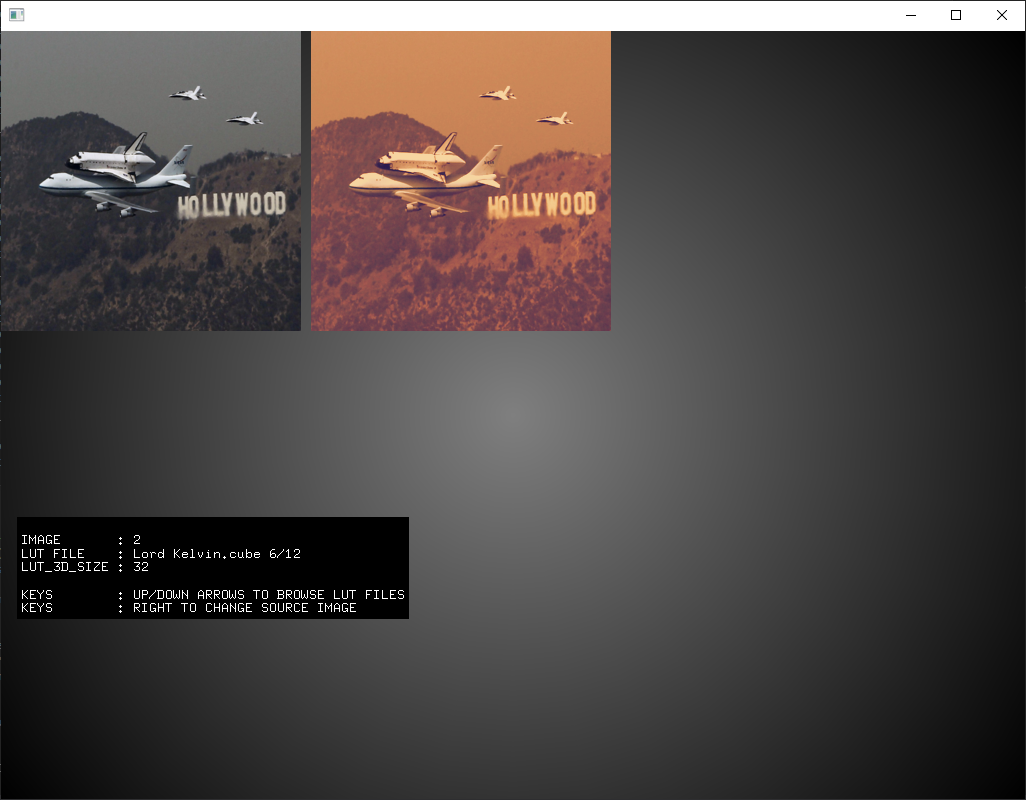 HOLLYWOOD
HOLLYWOOD
IMAGE : 2
LUT FILE : Lord Kelvin.cube 6/12
LUT_3D_SIZE : 32
KEYS : UP/DOWN ARROWS TO BROWSE LUT FILES
KEYS : RIGHT TO CHANGE SOURCE IMAGE